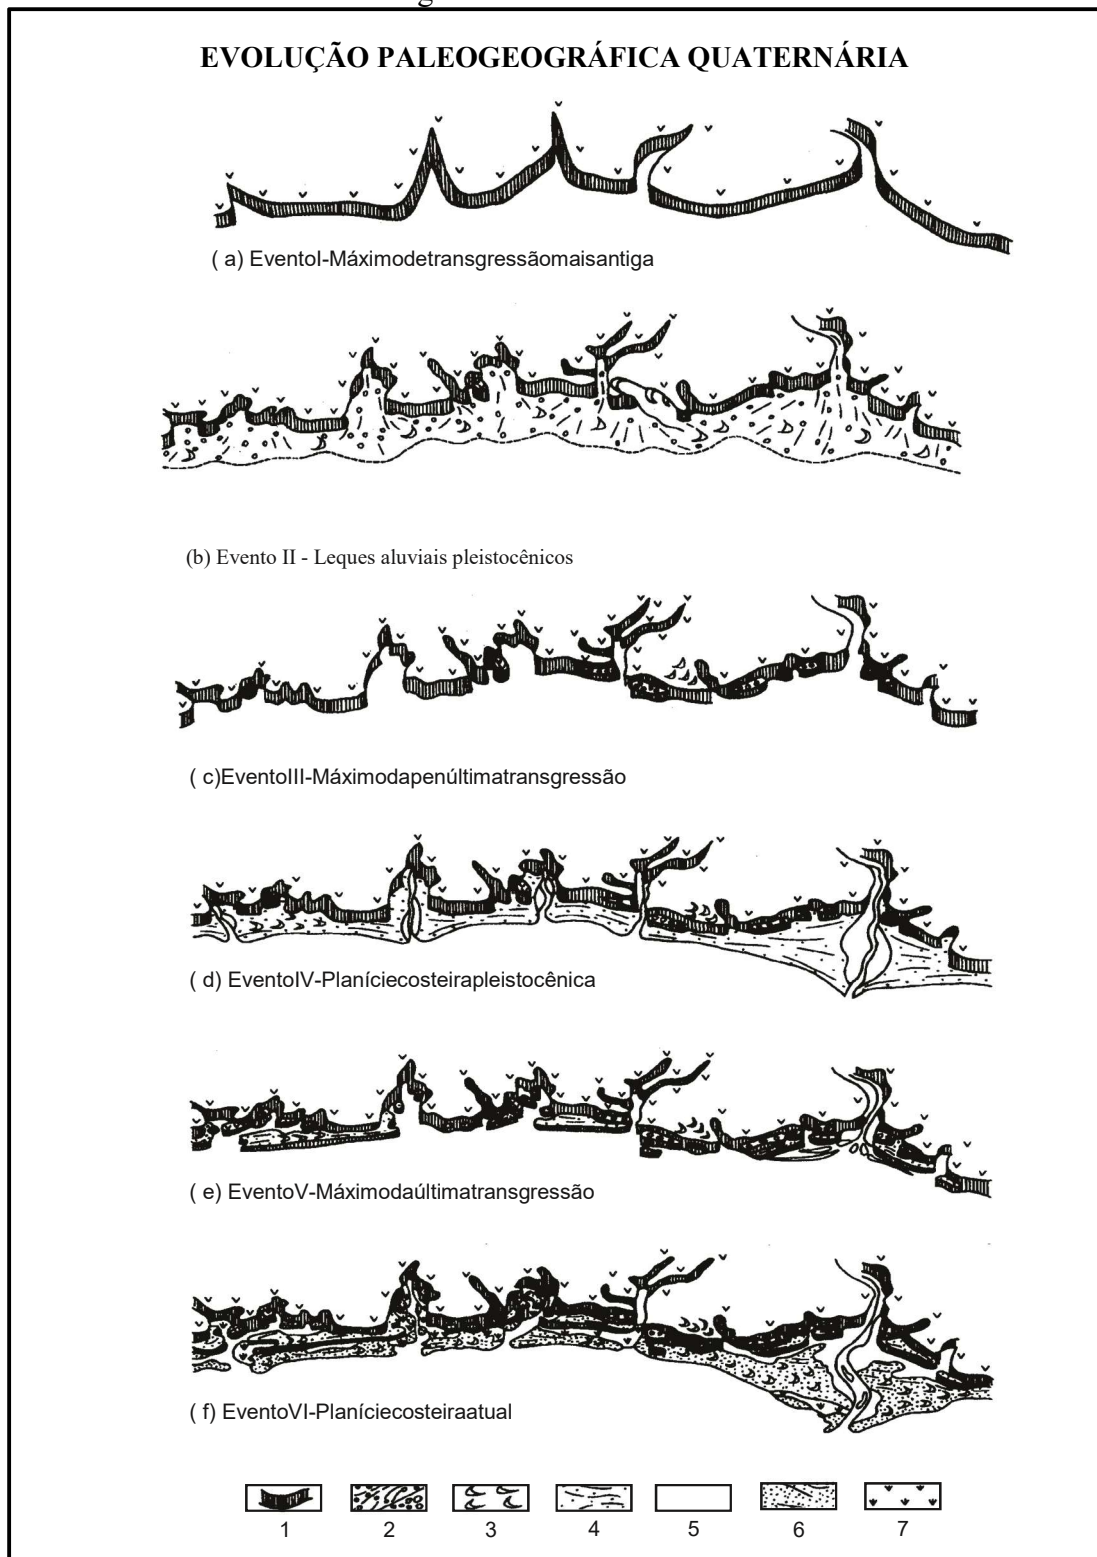 EVOLUÇÃO PALEOGEOGRÁFICA QUATERNÁRIA
( a) EventoI-Máximodetransgressãomaisantiga
(b) Evento II - Leques aluviais pleistocênicos
( c)EventoIII-Máximodapenúltimatransgressão
( d) EventoIV-Planíciecosteirapleistocênica
( e) EventoV-Máximodaúltimatransgressão
( f) EventoVI-Planíciecosteiraatual
1 2 3 4 5 6 7